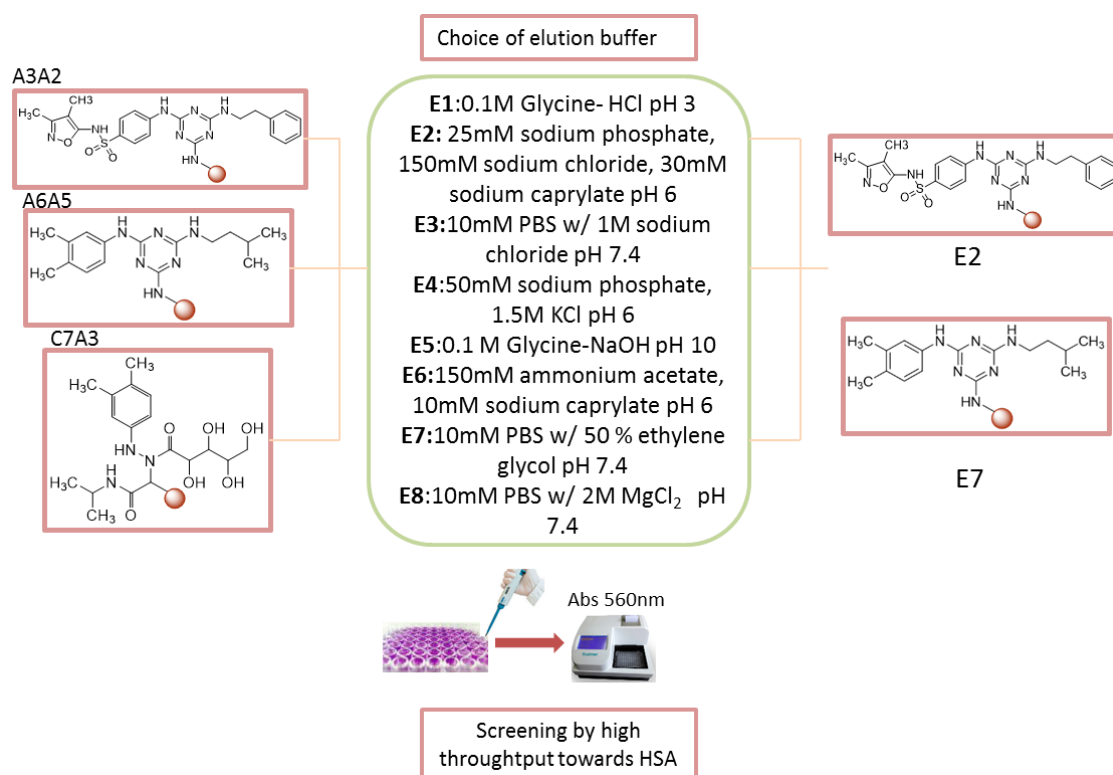 Choice of elution buffer
A3A2
H₃C
CH3
N
O
NH
S
O
O
H
N
N
N
N
H
N
HN
A6A5
H₃C
H₃C
H
N
N
N
N
H
N
CH₃
CH₃
HN
C7A3
CH₃
H₃C
HN
N
O
OH
OH
OH
OH
H
N
H₃C
CH₃
O
E1:0.1M Glycine- HCl pH 3
E2: 25mM sodium phosphate,
150mM sodium chloride, 30mM
sodium caprylate pH 6
E3:10mM PBS w/ 1M sodium
chloride pH 7.4
E4:50mM sodium phosphate,
1.5M KCl pH 6
E5:0.1 M Glycine-NaOH pH 10
E6:150mM ammonium acetate,
10mM sodium caprylate pH 6
E7:10mM PBS w/ 50 % ethylene
glycol pH 7.4
E8:10mM PBS w/ 2M MgCl₂ pH
7.4
H₃C
CH3
N
O
NH
S
O
O
H
N
N
N
N
H
N
HN
E2
H₃C
H₃C
H
N
N
N
N
H
N
CH₃
CH₃
HN
E7
Abs 560nm
Screening by high
throughtput towards HSA